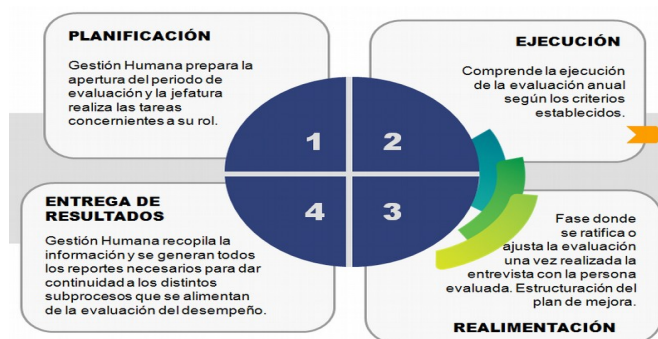 PLANIFICACIÓN
Gestión Humana prepara la
apertura del periodo de
evaluación y la jefatura
realiza las tareas
concernientes a su rol.
1
EJECUCIÓN
Comprende la ejecución
de la evaluación anual
según los criterios
establecidos.
2
Fase donde
se ratifica o
ajusta la evaluación
una vez realizada la
entrevista con la persona
evaluada. Estructuración del
plan de mejora.
REALIMENTACIÓN
3
ENTREGA DE
RESULTADOS
Gestión Humana recopila la
información y se generan todos
los reportes necesarios para dar
continuidad a los distintos
subprocesos que se alimentan
de la evaluación del desempeño.
4